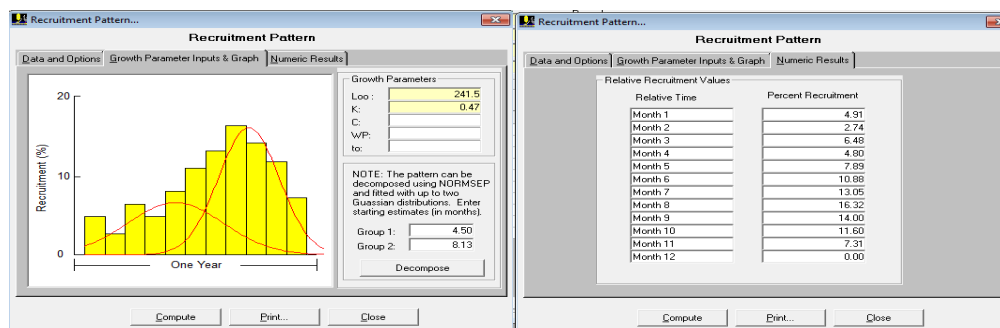 Recruitment Pattern...
Recruitment Pattern
Data and Options
Growth Parameter Inputs & Graph
Numeric Results
Recruitment (%)
20
10
0
One Year
Growth Parameters
Loo : 241.5
K: 0.47
C:
WP:
to:
NOTE: The pattern can be
decomposed using NORMSEP
and fitted with up to two
Guassian distributions. Enter
starting estimates (in months).
Group 1: 4.50
Group 2: 8.13
Decompose
Compute Print... Close
Recruitment Pattern...
Recruitment Pattern
Data and Options
Growth Parameter Inputs & Graph
Numeric Results
Relative Recruitment Values
Relative Time Percent Recruitment
Month 1 4.91
Month 2 2.74
Month 3 6.48
Month 4 4.80
Month 5 7.89
Month 6 10.88
Month 7 13.05
Month 8 16.32
Month 9 14.00
Month 10 11.60
Month 11 7.31
Month 12 0.00
Compute Print... Close